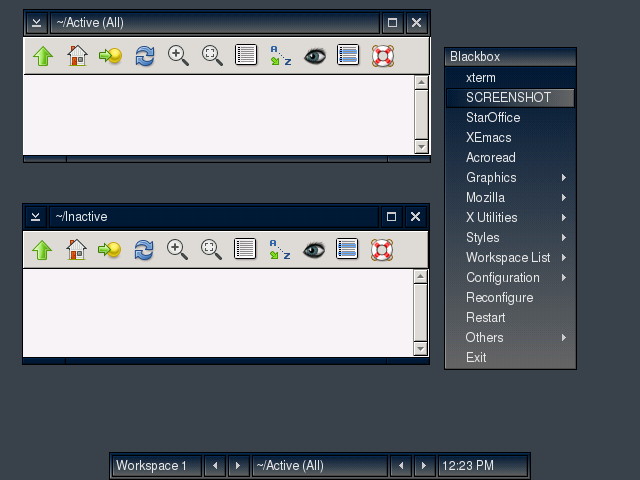 ~/Active (All)
~/Inactive
Blackbox
xterm
SCREENSHOT
StarOffice
XEmacs
Acroread
Graphics
Mozilla
X Utilities
Styles
Workspace List
Configuration
Reconfigure
Restart
Others
Exit
A
Z
A
Z
Workspace 1
~/Active (All)
12:23 PM